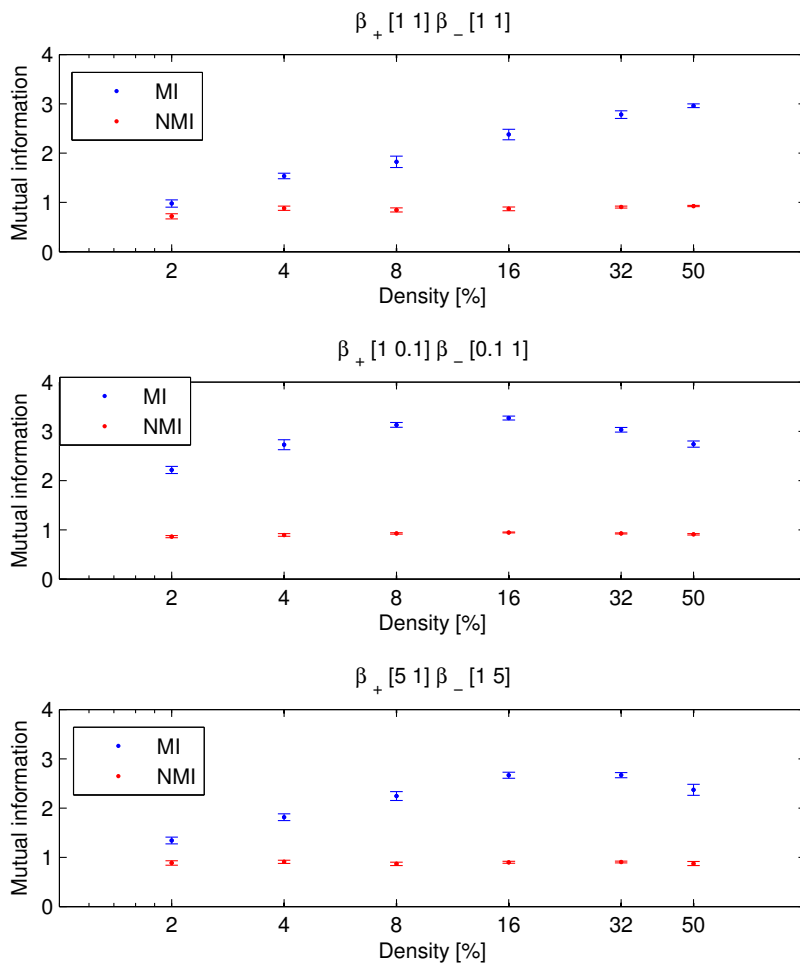 β + [1 1] β − [1 1]
4
3
2
1
0
Mutual information
MI
NMI
2 4 8 16 32 50
Density [%]
β + [1 0.1] β − [0.1 1]
4
3
2
1
0
Mutual information
MI
NMI
2 4 8 16 32 50
Density [%]
β + [5 1] β − [1 5]
4
3
2
1
0
Mutual information
MI
NMI
2 4 8 16 32 50
Density [%]